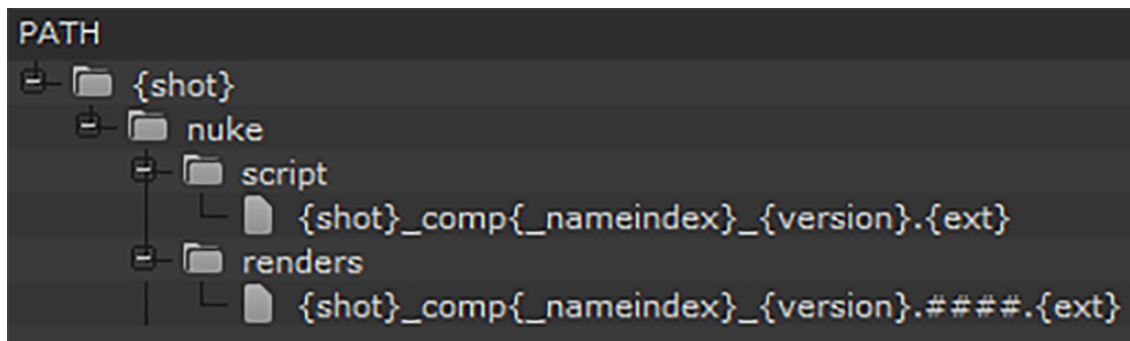 PATH
{shot}
nuke
script
{shot}_comp{_nameindex}_{version}.{ext}
renders
{shot}_comp{_nameindex}_{version}.####.{ext}